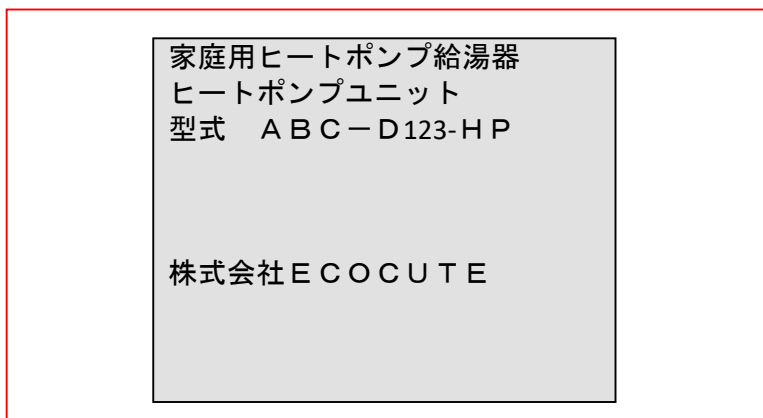 家庭用ヒートポンプ給湯器
ヒートポンプユニット
型式　ＡＢＣ－Ｄ123-ＨＰ
株式会社ＥＣＯＣＵＴＥ